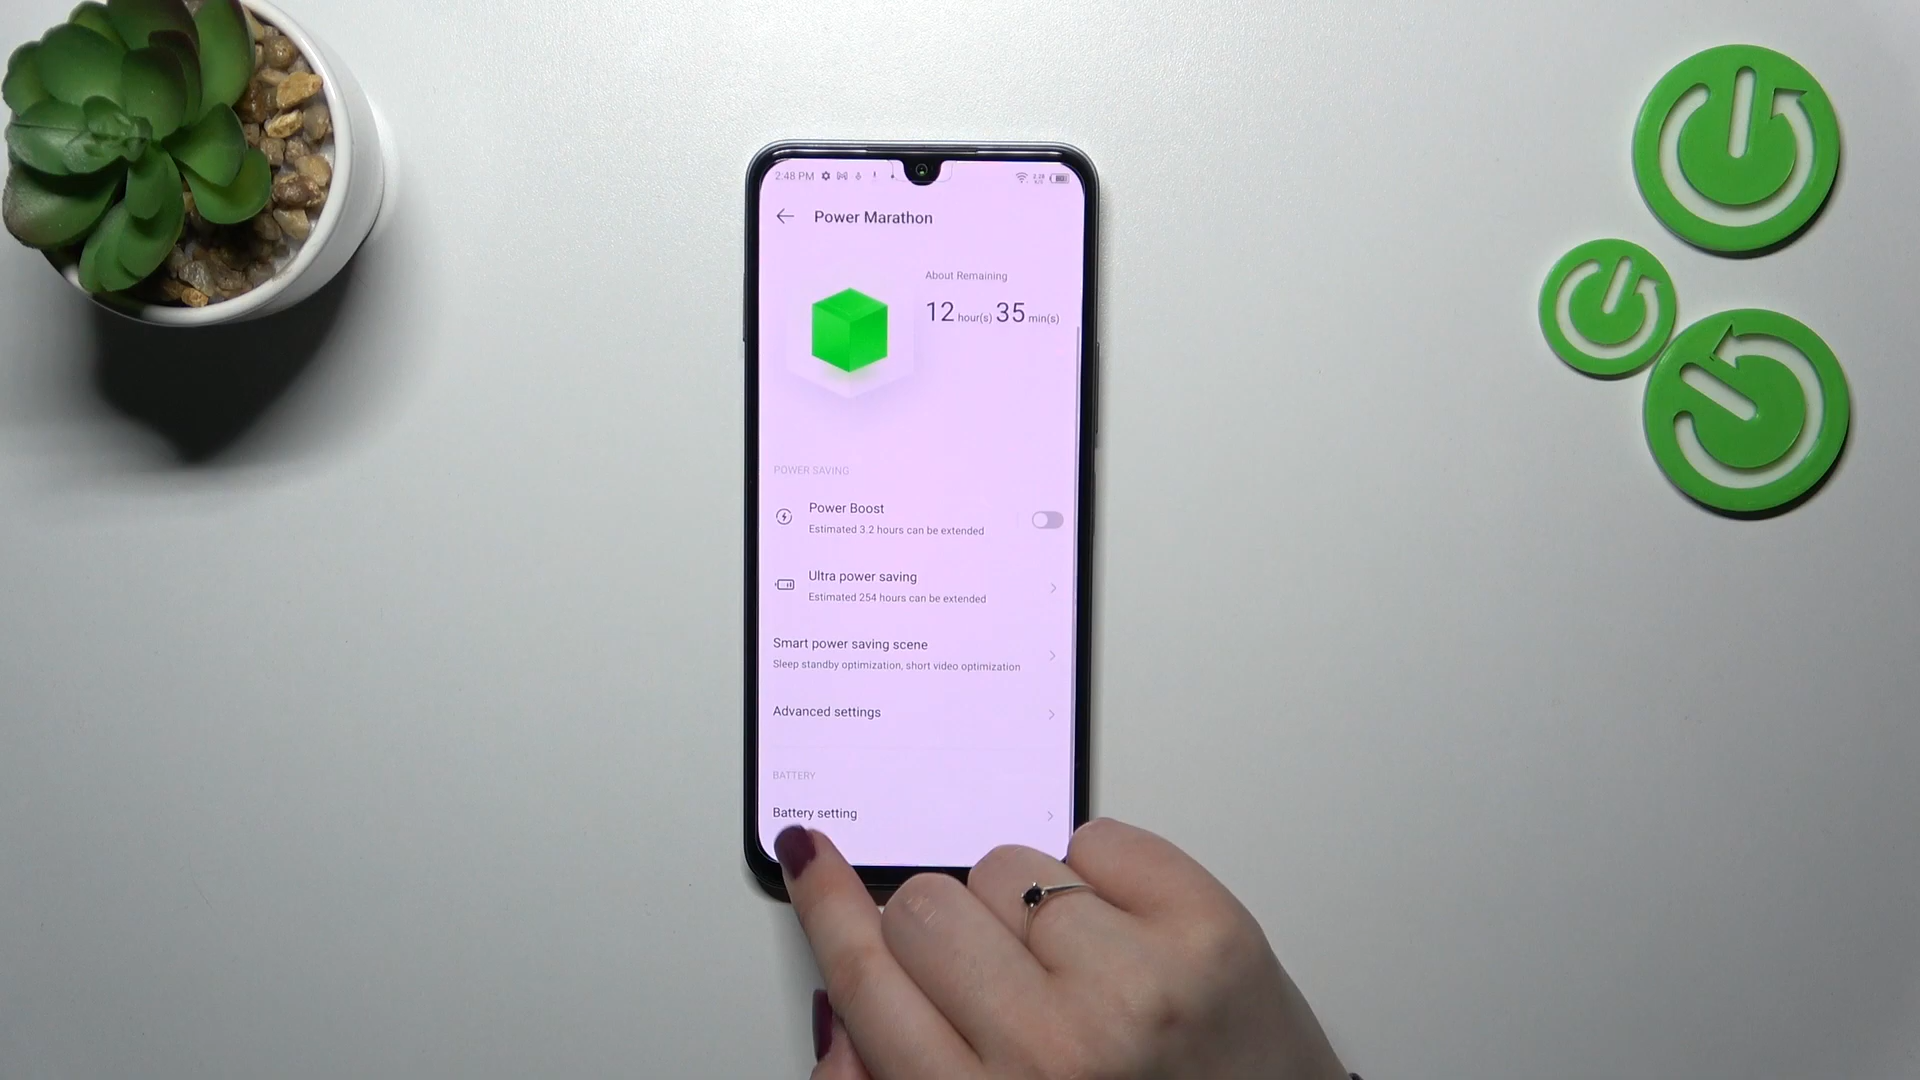 2:48 PM
Power Marathon
About Remaining
12 hour(s) 35 min(s)
POWER SAVING
Power Boost
Estimated 3.2 hours can be extended
Ultra power saving
Estimated 254 hours can be extended
Smart power saving scene
Sleep standby optimization, short video optimization
Advanced settings
BATTERY
Battery setting